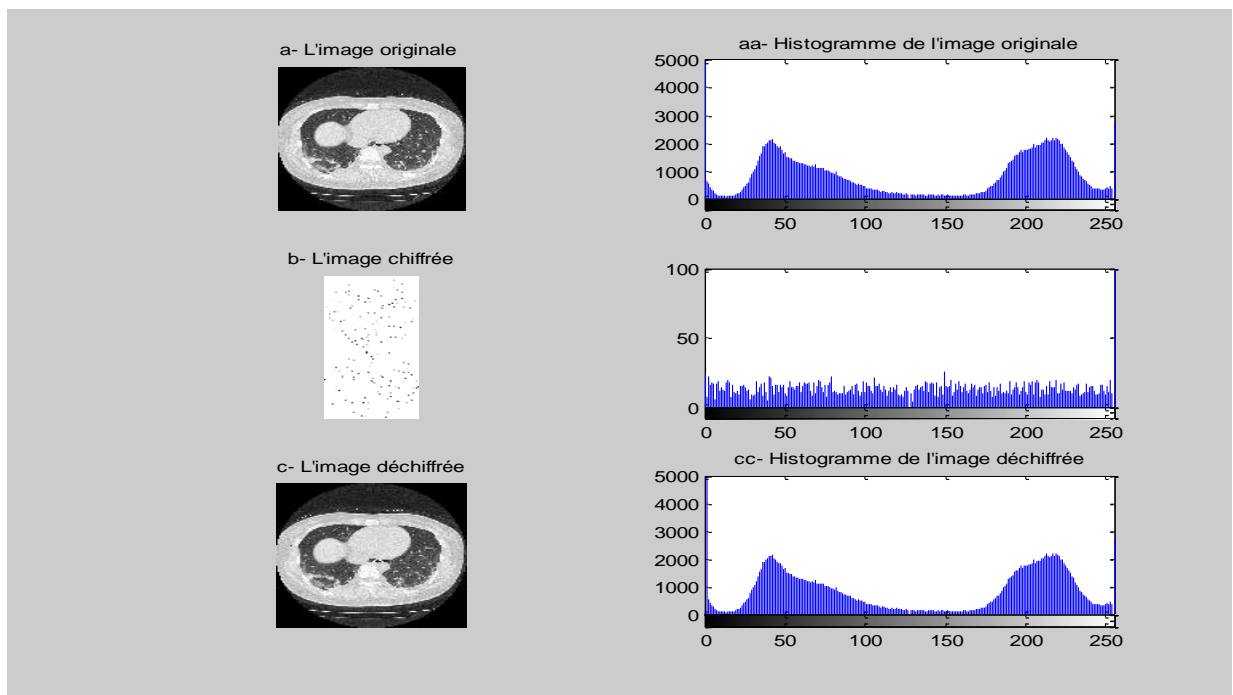 a- L'image originale
aa- Histogramme de l'image originale
5000
4000
3000
2000
1000
0
0 50 100 150 200 250
b- L'image chiffrée
100
50
0
0 50 100 150 200 250
c- L'image déchiffrée
cc- Histogramme de l'image déchiffrée
5000
4000
3000
2000
1000
0
0 50 100 150 200 250